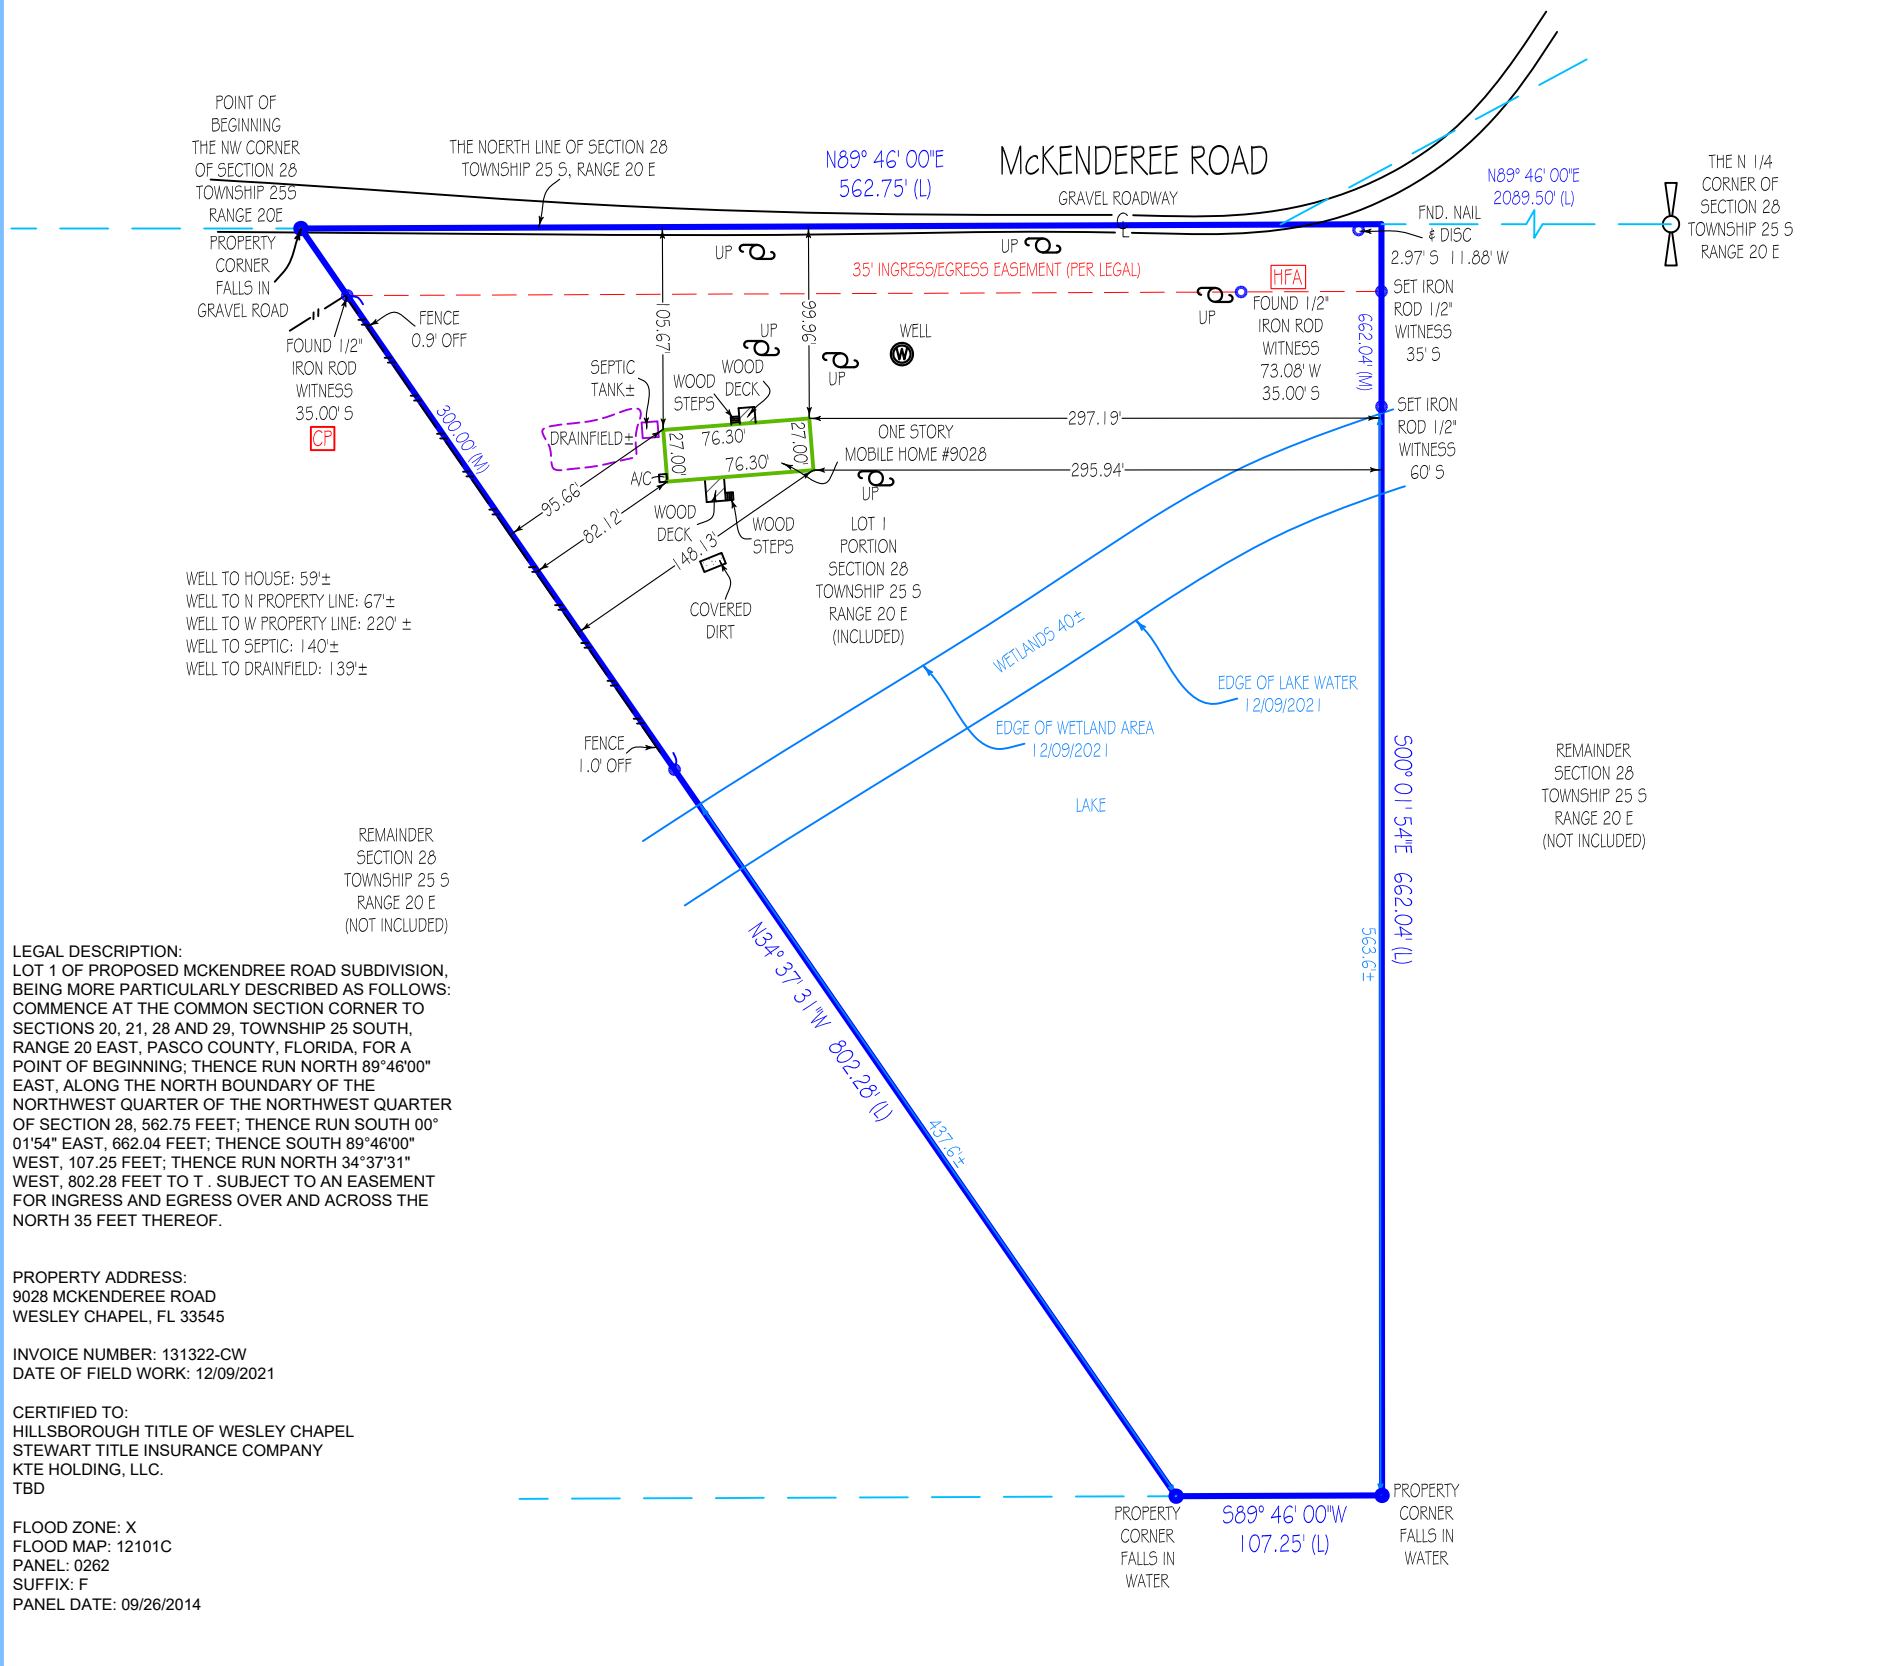 POINT OF
BEGINNING
THE NW CORNER
OF SECTION 28
TOWNSHIP 25S
RANGE 20E
PROPERTY
CORNER
FALLS IN
GRAVEL ROAD
THE NOERTH LINE OF SECTION 28
TOWNSHIP 25 S, RANGE 20 E
N89° 46' 00"E
562.75' (L)
McKENDEREE ROAD
GRAVEL ROADWAY
C
L
N89° 46' 00"E
2089.50' (L)
FND. NAIL
& DISC
2.97' S 11.88' W
THE N 1/4
CORNER OF
SECTION 28
TOWNSHIP 25 S
RANGE 20 E
UP
UP
35' INGRESS/EGRESS EASEMENT (PER LEGAL)
HFA
UP
FOUND 1/2"
IRON ROD
WITNESS
73.08' W
35.00' S
SET IRON
ROD 1/2"
WITNESS
35' S
662.04' (M)
SET IRON
ROD 1/2"
WITNESS
60' S
FENCE
0.9' OFF
FOUND 1/2"
IRON ROD
WITNESS
35.00' S
CP
300.00' (M)
105.67'
99.96'
UP
UP
WELL
W
SEPTIC
TANK±
WOOD
STEPS
WOOD
DECK
DRAINFIELD±
A/C
76.30'
27.00'
27.00'
76.30'
ONE STORY
MOBILE HOME #9028
297.19'
295.94'
UP
95.66'
82.12'
148.13'
WOOD
DECK
WOOD
STEPS
COVERED
DIRT
LOT 1
PORTION
SECTION 28
TOWNSHIP 25 S
RANGE 20 E
(INCLUDED)
WELL TO HOUSE: 59'±
WELL TO N PROPERTY LINE: 67'±
WELL TO W PROPERTY LINE: 220' ±
WELL TO SEPTIC: 140'±
WELL TO DRAINFIELD: 139'±
WETLANDS 40±
EDGE OF LAKE WATER
12/09/2021
EDGE OF WETLAND AREA
12/09/2021
LAKE
FENCE
1.0' OFF
S00° 01' 54"E 662.04' (L)
563.6'±
REMAINDER
SECTION 28
TOWNSHIP 25 S
RANGE 20 E
(NOT INCLUDED)
REMAINDER
SECTION 28
TOWNSHIP 25 S
RANGE 20 E
(NOT INCLUDED)
N34° 37' 31"W 802.28' (L)
437.6'±
LEGAL DESCRIPTION:
LOT 1 OF PROPOSED MCKENDREE ROAD SUBDIVISION,
BEING MORE PARTICULARLY DESCRIBED AS FOLLOWS:
COMMENCE AT THE COMMON SECTION CORNER TO
SECTIONS 20, 21, 28 AND 29, TOWNSHIP 25 SOUTH,
RANGE 20 EAST, PASCO COUNTY, FLORIDA, FOR A
POINT OF BEGINNING; THENCE RUN NORTH 89°46'00"
EAST, ALONG THE NORTH BOUNDARY OF THE
NORTHWEST QUARTER OF THE NORTHWEST QUARTER
OF SECTION 28, 562.75 FEET; THENCE RUN SOUTH 00°
01'54" EAST, 662.04 FEET; THENCE SOUTH 89°46'00"
WEST, 107.25 FEET; THENCE RUN NORTH 34°37'31"
WEST, 802.28 FEET TO T . SUBJECT TO AN EASEMENT
FOR INGRESS AND EGRESS OVER AND ACROSS THE
NORTH 35 FEET THEREOF.
PROPERTY ADDRESS:
9028 MCKENDEREE ROAD
WESLEY CHAPEL, FL 33545
INVOICE NUMBER: 131322-CW
DATE OF FIELD WORK: 12/09/2021
CERTIFIED TO:
HILLSBOROUGH TITLE OF WESLEY CHAPEL
STEWART TITLE INSURANCE COMPANY
KTE HOLDING, LLC.
TBD
FLOOD ZONE: X
FLOOD MAP: 12101C
PANEL: 0262
SUFFIX: F
PANEL DATE: 09/26/2014
PROPERTY
CORNER
FALLS IN
WATER
S89° 46' 00"W
107.25' (L)
PROPERTY
CORNER
FALLS IN
WATER